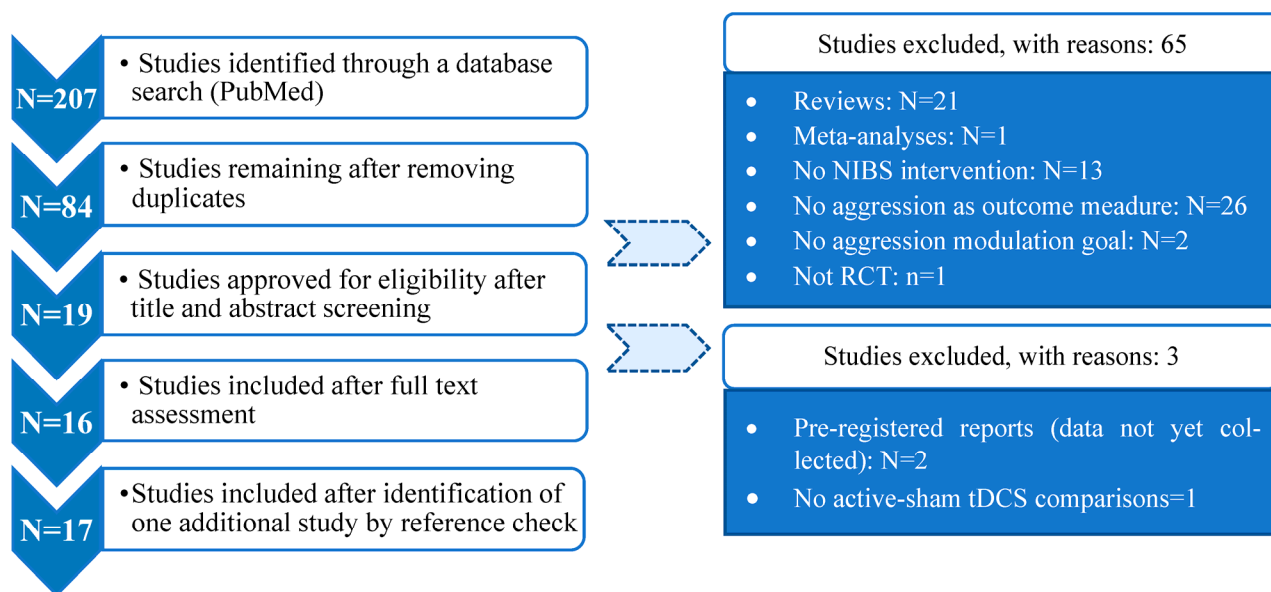 N=207
• Studies identified through a database
search (PubMed)
N=84
• Studies remaining after removing
duplicates
N=19
• Studies approved for eligibility after
title and abstract screening
N=16
• Studies included after full text
assessment
N=17
•Studies included after identification of
one additional study by reference check
Studies excluded, with reasons: 65
• Reviews: N=21
• Meta-analyses: N=1
• No NIBS intervention: N=13
• No aggression as outcome meadure: N=26
• No aggression modulation goal: N=2
• Not RCT: n=1
Studies excluded, with reasons: 3
• Pre-registered reports (data not yet col-
lected): N=2
• No active-sham tDCS comparisons=1